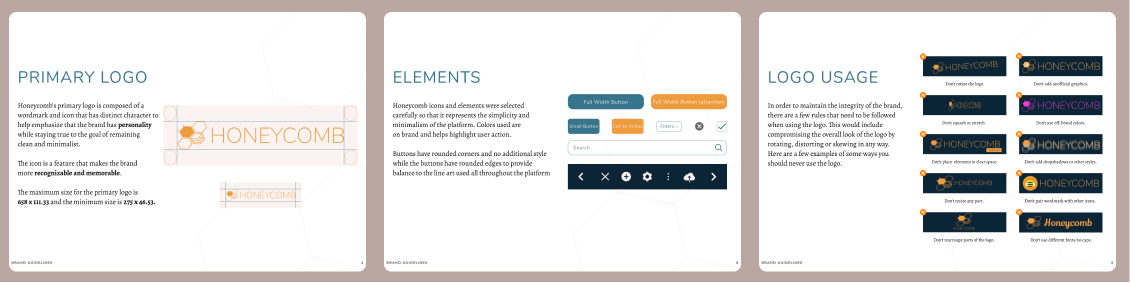 PRIMARY LOGO
Honeycomb's primary logo is composed of a
wordmark and icon that has distinct character to
help emphasize that the brand has personality
while staying true to the goal of remaining
clean and minimalist.
The icon is a feature that makes the brand
more recognizable and memorable.
The maximum size for the primary logo is
658 x 111.33 and the minimum size is 275 x 46.53.
HONEYCOMB
HONEYCOMB
BRAND GUIDELINES
ELEMENTS
Honeycomb icons and elements were selected
carefully so that it represents the simplicity and
minimalism of the platform. Colors used are
on brand and helps highlight user action.
Buttons have rounded corners and no additional style
while the buttons have rounded edges to provide
balance to the line art used all throughout the platform
Full Width Button
Full Width Button (attention)
Small Button
Call to Action
Filters
Search
BRAND GUIDELINES
LOGO USAGE
In order to maintain the integrity of the brand,
there are a few rules that need to be followed
when using the logo. This would include
compromising the overall look of the logo by
rotating, distorting or skewing in any way.
Here are a few examples of some ways you
should never use the logo.
HONEYCOMB
HONEYCOMB
Don't rotate the logo.
Don't add unofficial graphics.
HONEYCOMB
HONEYCOMB
Don't squash or stretch.
Don't use off-brand colors.
HONEYCOMB
HONEYCOMB
Don't place elements in clear space.
Don't add dropshadows or other styles.
HONEYCOMB
HONEYCOMB
Don't resize any part.
Don't pair wordmark with other icons.
HONEYCOMB
Honeycomb
Don't rearrange parts of the logo.
Don't use different fonts/no caps.
BRAND GUIDELINES